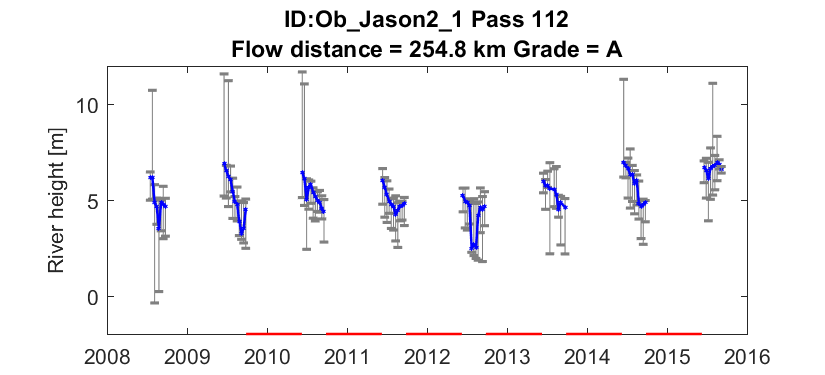 ID:Ob_Jason2_1 Pass 112
Flow distance = 254.8 km Grade = A
River height [m]
10
5
0
2008 2009 2010 2011 2012 2013 2014 2015 2016